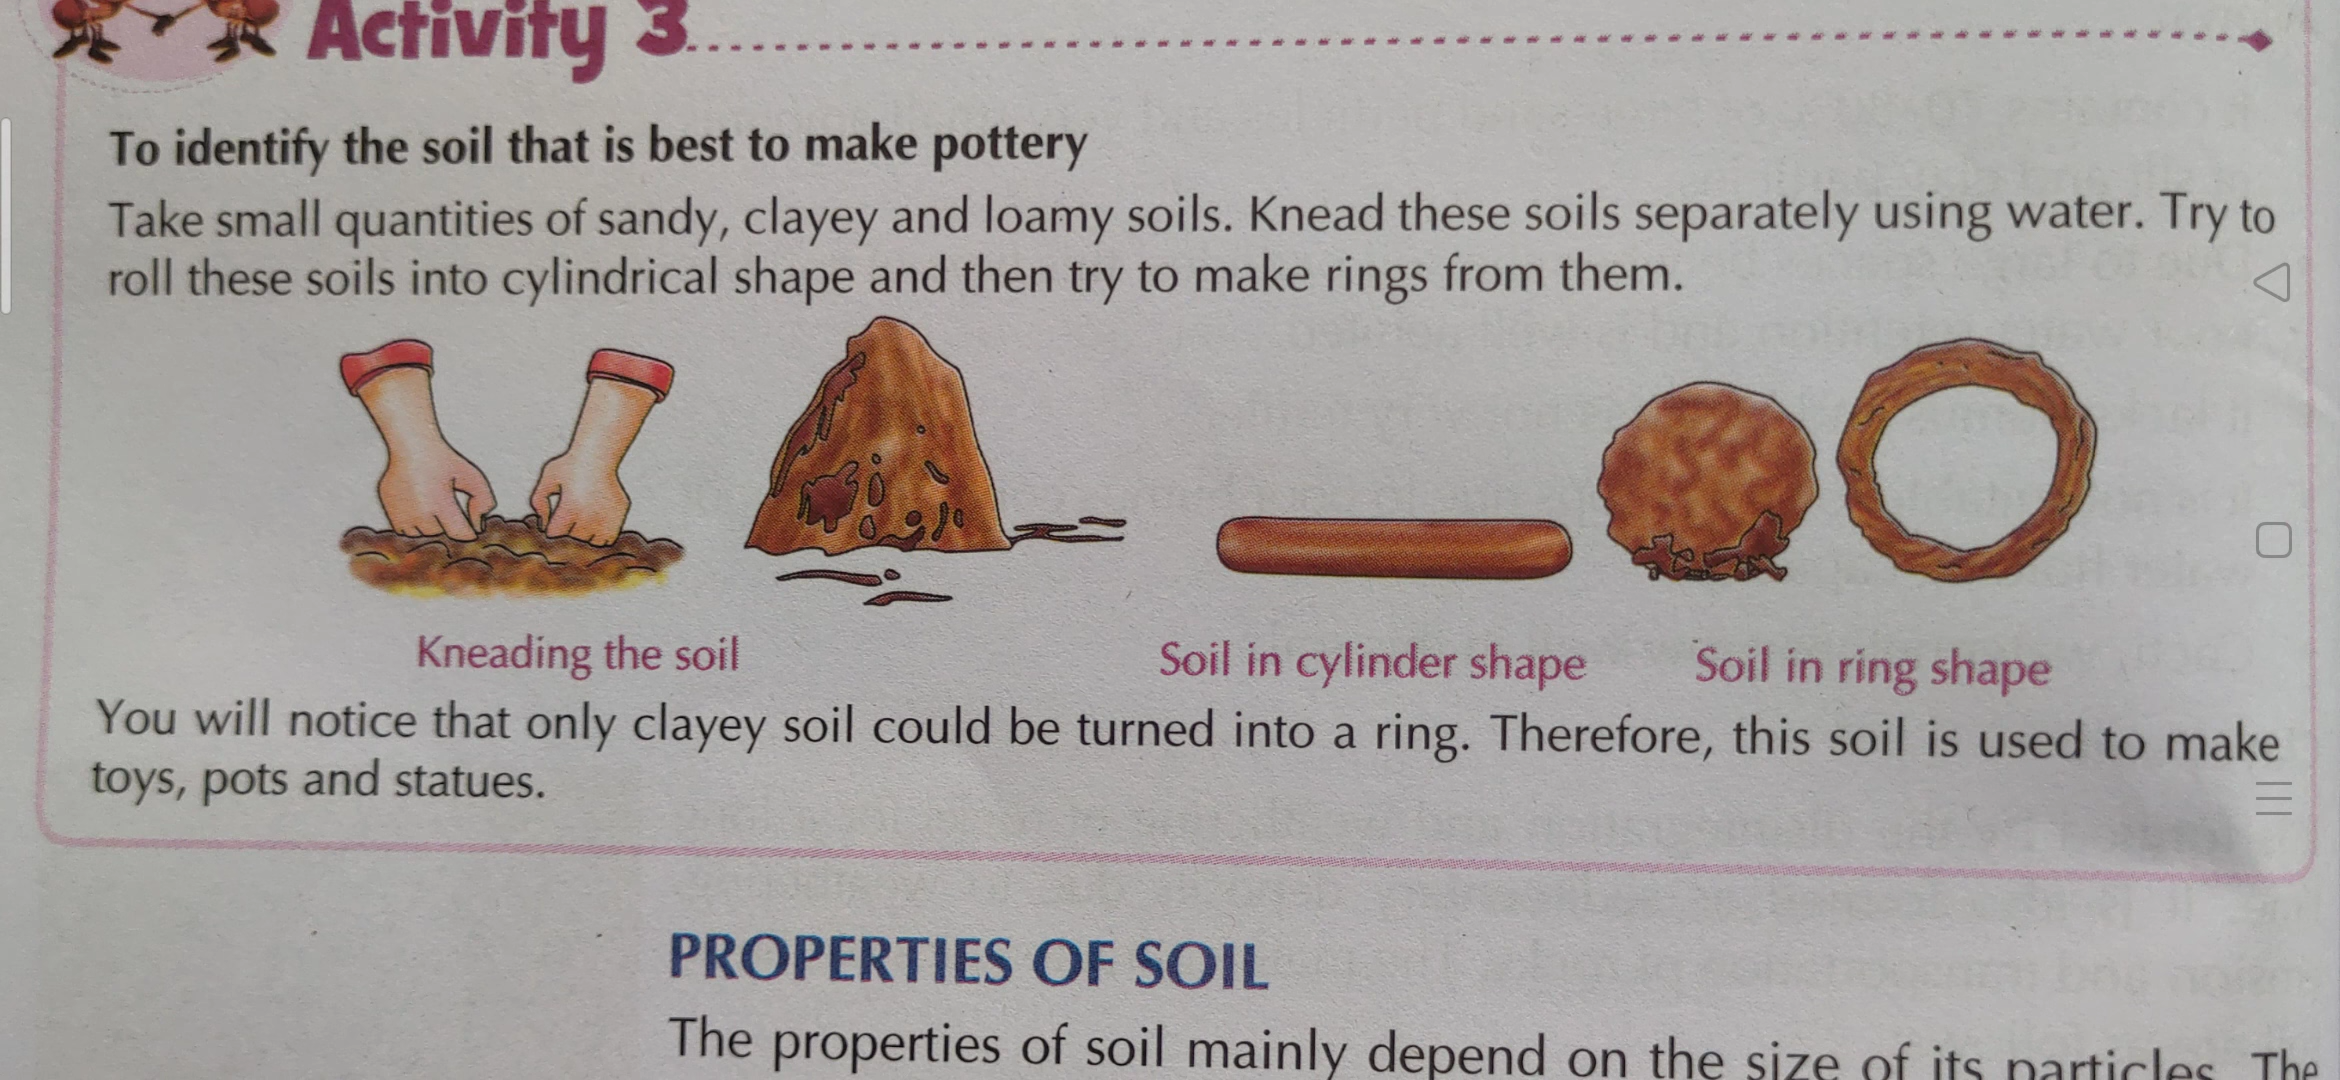 Activity 3
To identify the soil that is best to make pottery
Take small quantities of sandy, clayey and loamy soils. Knead these soils separately using water. Try to
roll these soils into cylindrical shape and then try to make rings from them.
Kneading the soil
Soil in cylinder shape
Soil in ring shape
You will notice that only clayey soil could be turned into a ring. Therefore, this soil is used to make
toys, pots and statues.
PROPERTIES OF SOIL
The properties of soil mainly depend on the size of its particles. The